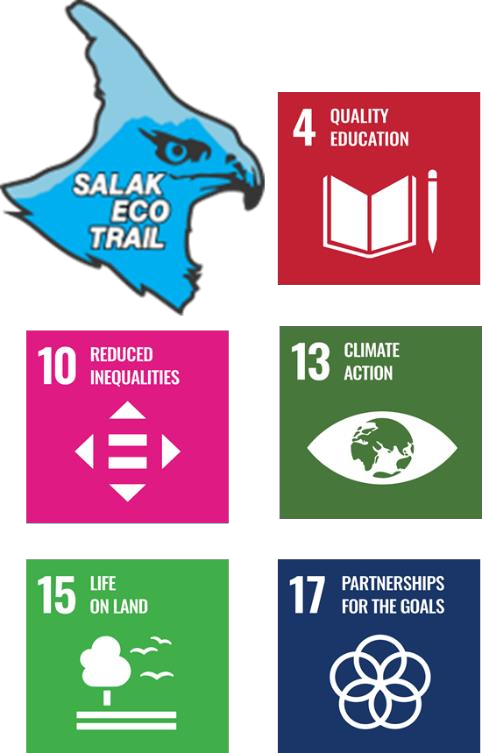 SALAK
ECO
TRAIL
4 QUALITY
EDUCATION
10 REDUCED
INEQUALITIES
13 CLIMATE
ACTION
15 LIFE
ON LAND
17 PARTNERSHIPS
FOR THE GOALS